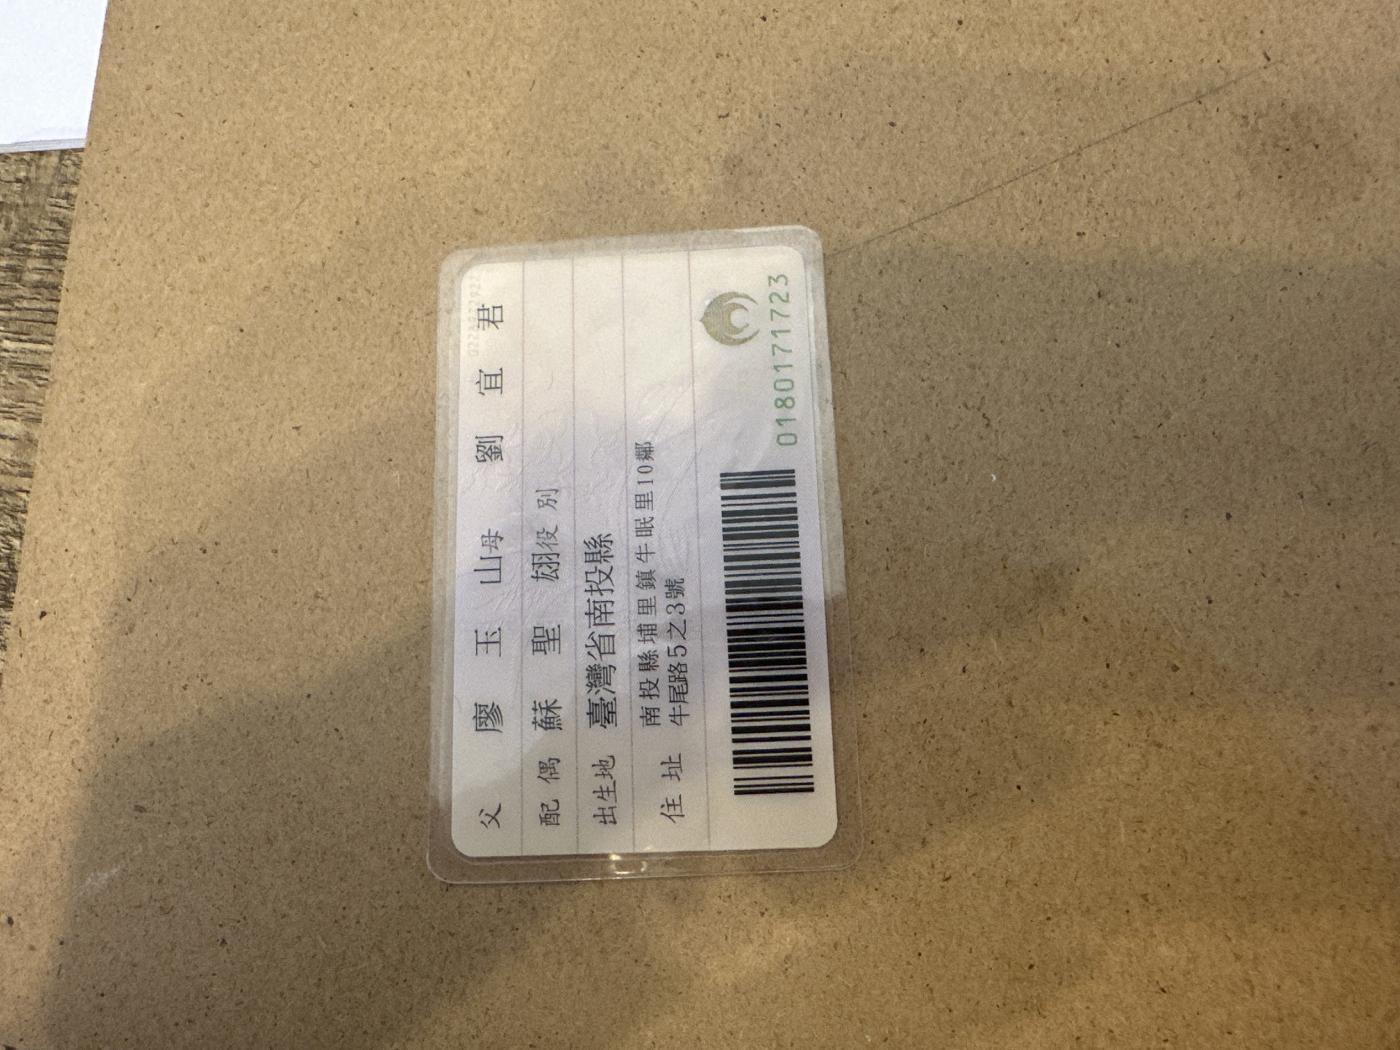 父 廖玉山 母 劉宜君
配偶 蘇聖翃 役別
出生地 臺灣省南投縣
住址 南投縣埔里鎮牛眠里10鄰
牛尾路5之3號
0180171723